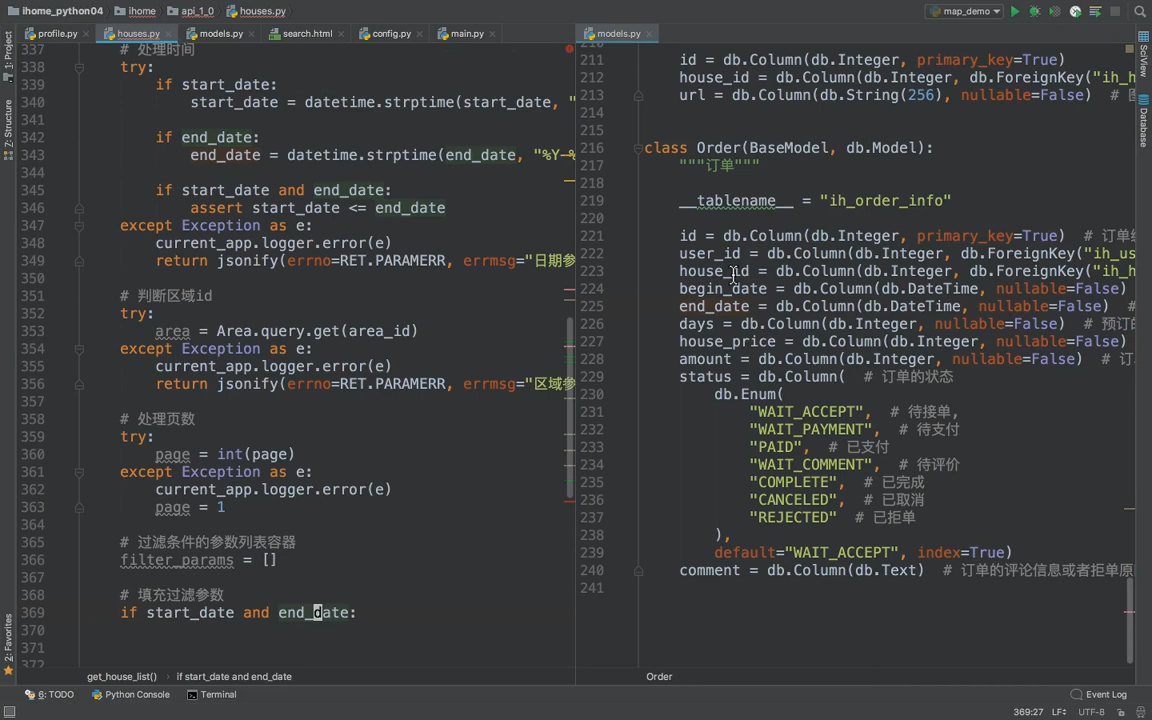 ihome_python04 ihome api_1_0 houses.py map_demo
profile.py houses.py models.py search.html config.py main.py models.py
1: Project
7: Structure
2: Favorites
SciView
Database
337 # 处理时间
338 try:
339 if start_date:
340 start_date = datetime.strptime(start_date, "
341
342 if end_date:
343 end_date = datetime.strptime(end_date, "%Y-%
344
345 if start_date and end_date:
346 assert start_date <= end_date
347 except Exception as e:
348 current_app.logger.error(e)
349 return jsonify(errno=RET.PARAMERR, errmsg="日期参
350
351 # 判断区域id
352 try:
353 area = Area.query.get(area_id)
354 except Exception as e:
355 current_app.logger.error(e)
356 return jsonify(errno=RET.PARAMERR, errmsg="区域参
357
358 # 处理页数
359 try:
360 page = int(page)
361 except Exception as e:
362 current_app.logger.error(e)
363 page = 1
364
365 # 过滤条件的参数列表容器
366 filter_params = []
367
368 # 填充过滤参数
369 if start_date and end_date:
370
371
372
210
211 id = db.Column(db.Integer, primary_key=True)
212 house_id = db.Column(db.Integer, db.ForeignKey("ih_h
213 url = db.Column(db.String(256), nullable=False) #
214
215
216 class Order(BaseModel, db.Model):
217 """订单"""
218
219 __tablename__ = "ih_order_info"
220
221 id = db.Column(db.Integer, primary_key=True) # 订单
222 user_id = db.Column(db.Integer, db.ForeignKey("ih_us
223 house_id = db.Column(db.Integer, db.ForeignKey("ih_h
224 begin_date = db.Column(db.DateTime, nullable=False)
225 end_date = db.Column(db.DateTime, nullable=False) #
226 days = db.Column(db.Integer, nullable=False) # 预订的
227 house_price = db.Column(db.Integer, nullable=False)
228 amount = db.Column(db.Integer, nullable=False) # 订
229 status = db.Column( # 订单的状态
230 db.Enum(
231 "WAIT_ACCEPT", # 待接单,
232 "WAIT_PAYMENT", # 待支付
233 "PAID", # 已支付
234 "WAIT_COMMENT", # 待评价
235 "COMPLETE", # 已完成
236 "CANCELED", # 已取消
237 "REJECTED" # 已拒单
238 ),
239 default="WAIT_ACCEPT", index=True)
240 comment = db.Column(db.Text) # 订单的评论信息或者拒单原
241
get_house_list() › if start_date and end_date
Order
6: TODO Python Console Terminal Event Log
369:27 LF UTF-8